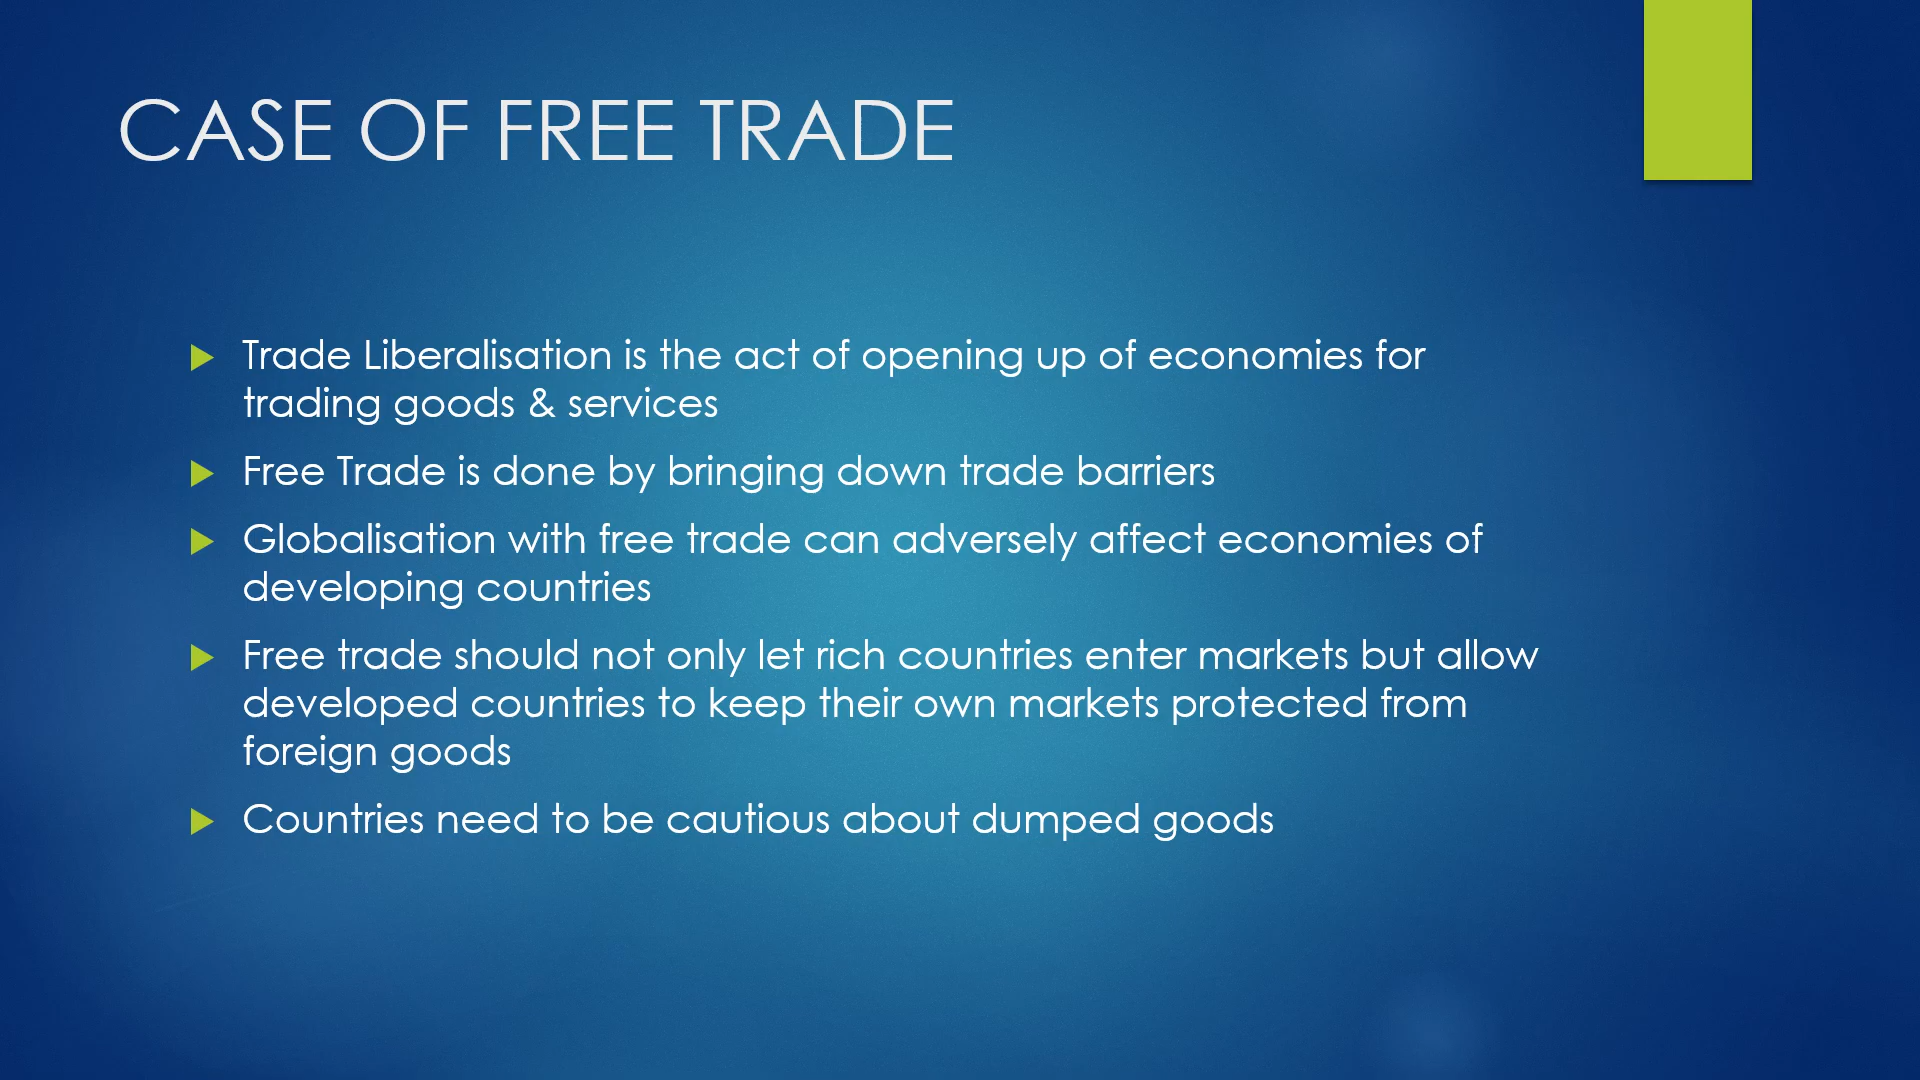 CASE OF FREE TRADE
Trade Liberalisation is the act of opening up of economies for
trading goods & services
Free Trade is done by bringing down trade barriers
Globalisation with free trade can adversely affect economies of
developing countries
Free trade should not only let rich countries enter markets but allow
developed countries to keep their own markets protected from
foreign goods
Countries need to be cautious about dumped goods